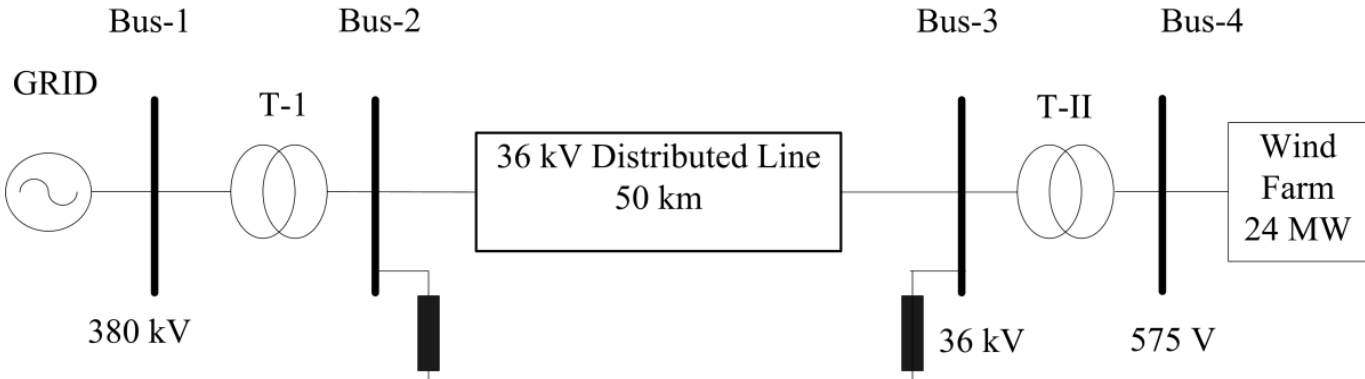 Bus-1
Bus-2
Bus-3
Bus-4
GRID
T-1
T-II
36 kV Distributed Line
50 km
Wind
Farm
24 MW
380 kV
36 kV
575 V